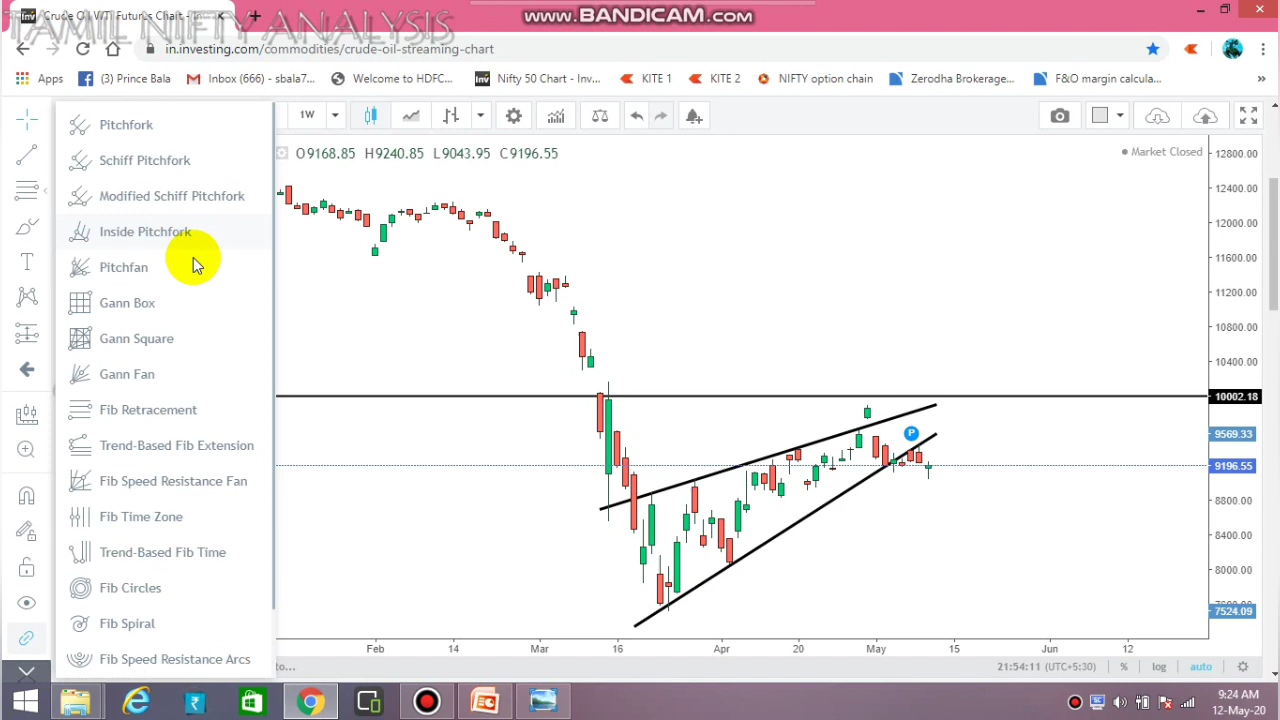 TAMIL NIFTY ANALYSIS
www.BANDICAM.com
in.investing.com/commodities/crude-oil-streaming-chart
Apps
(3) Prince Bala
Inbox (666) - sbala7...
Welcome to HDFC...
Nifty 50 Chart - Inv...
KITE 1
KITE 2
NIFTY option chain
Zerodha Brokerage...
F&O margin calcula...
»
1W
Pitchfork
Schiff Pitchfork
Modified Schiff Pitchfork
Inside Pitchfork
Pitchfan
Gann Box
Gann Square
Gann Fan
Fib Retracement
Trend-Based Fib Extension
Fib Speed Resistance Fan
Fib Time Zone
Trend-Based Fib Time
Fib Circles
Fib Spiral
Fib Speed Resistance Arcs
O9168.85 H9240.85 L9043.95 C9196.55
Market Closed
12800.00
12400.00
12000.00
11600.00
11200.00
10800.00
10400.00
10002.18
9569.33
9196.55
8800.00
8400.00
8000.00
7524.09
P
Feb 14 Mar 16 Apr 20 May 15 Jun 12
21:54:11 (UTC+5:30) % log auto
9:24 AM
12-May-20